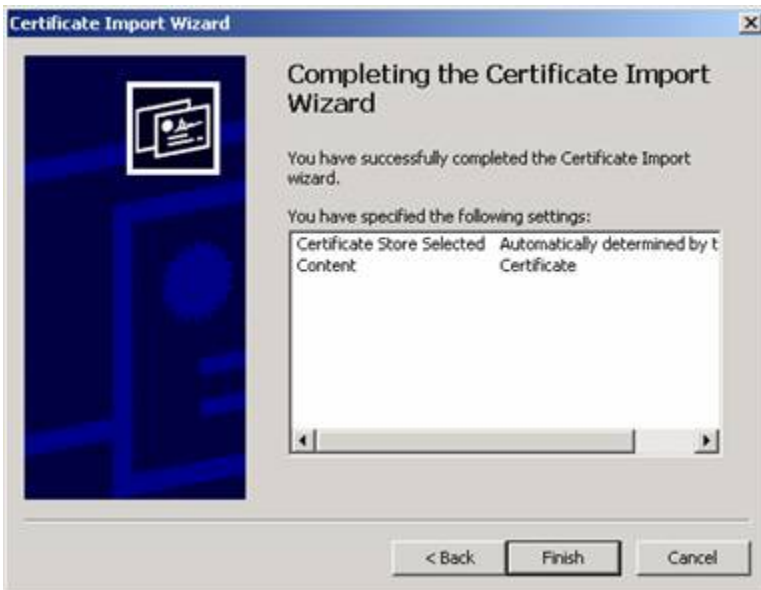 Certificate Import Wizard
Completing the Certificate Import
Wizard
You have successfully completed the Certificate Import
wizard.
You have specified the following settings:
Certificate Store Selected Automatically determined by t
Content Certificate
< Back Finish Cancel